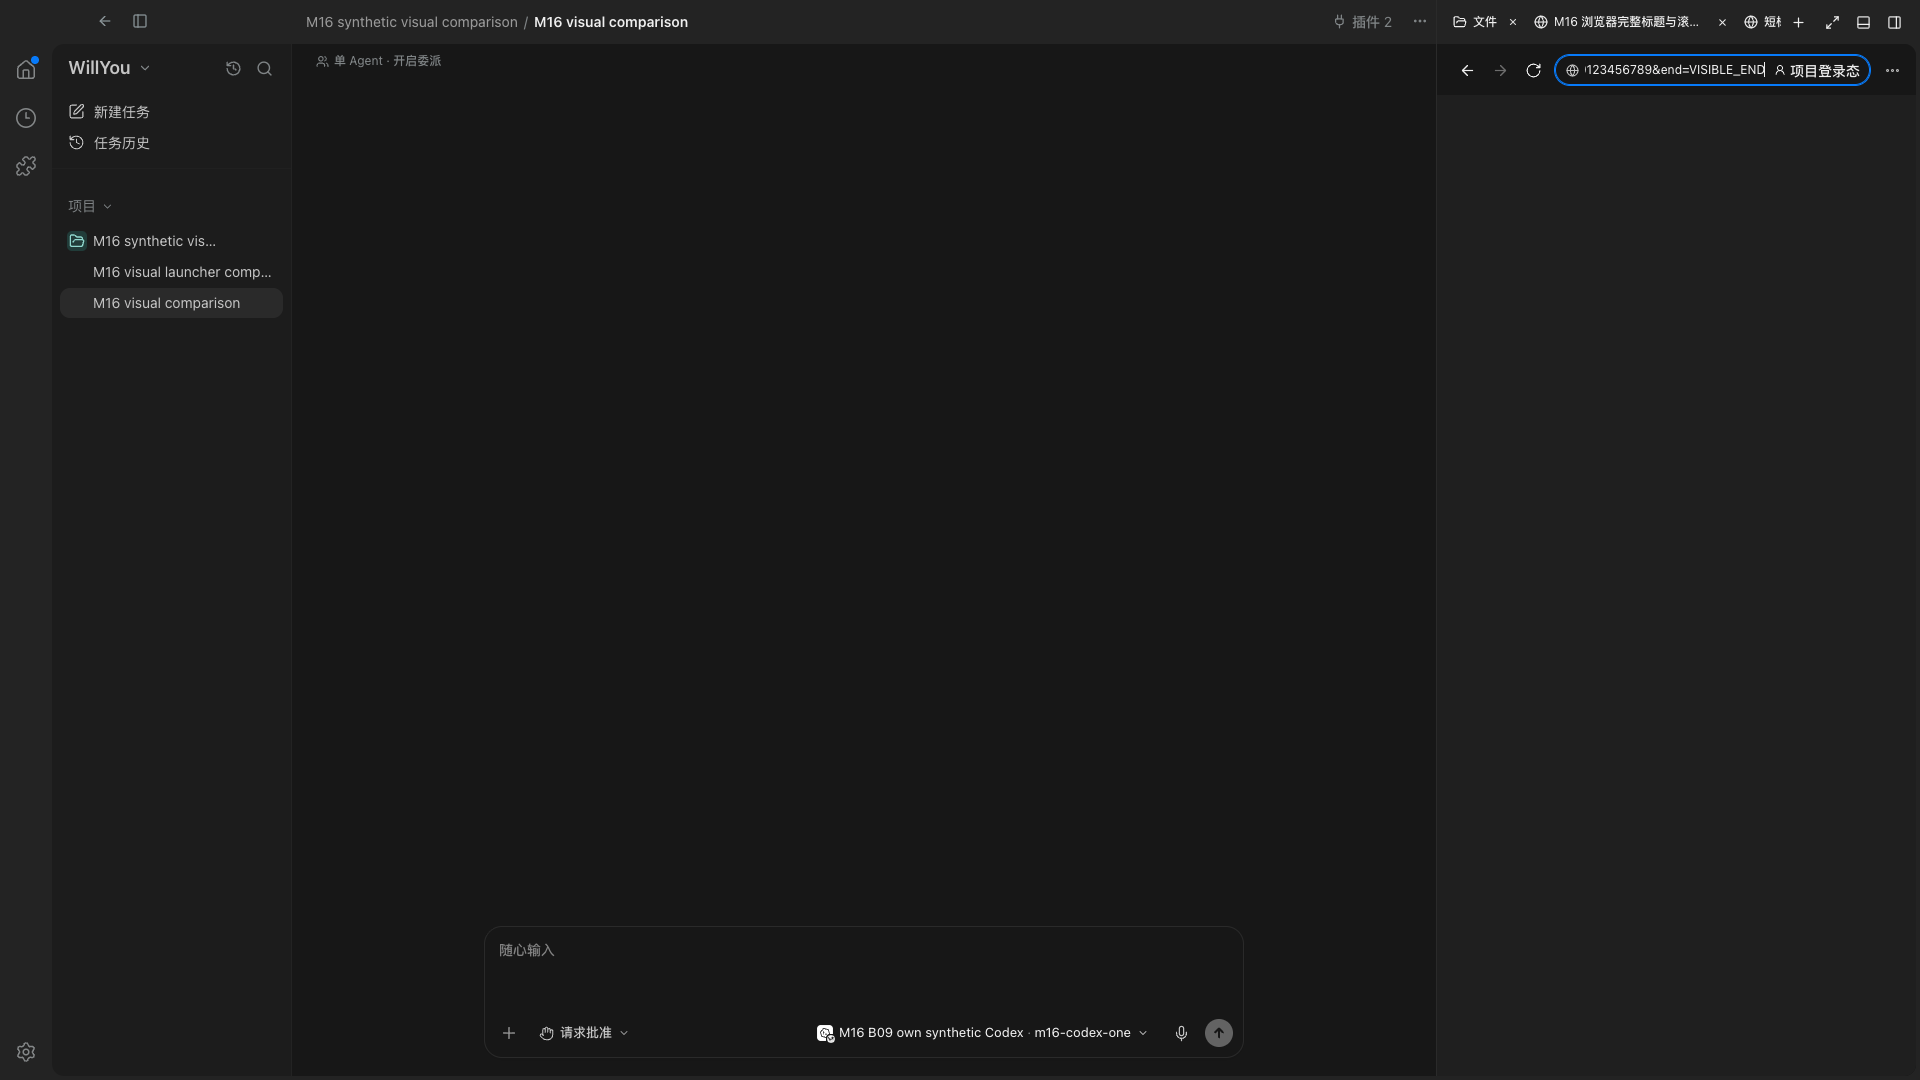 M16 synthetic visual comparison / M16 visual comparison
插件 2
文件
M16 浏览器完整标题与滚...
WillYou
单 Agent · 开启委派
123456789&end=VISIBLE_END
项目登录态
新建任务
任务历史
项目
M16 synthetic vis...
M16 visual launcher comp...
M16 visual comparison
随心输入
请求批准
M16 B09 own synthetic Codex · m16-codex-one